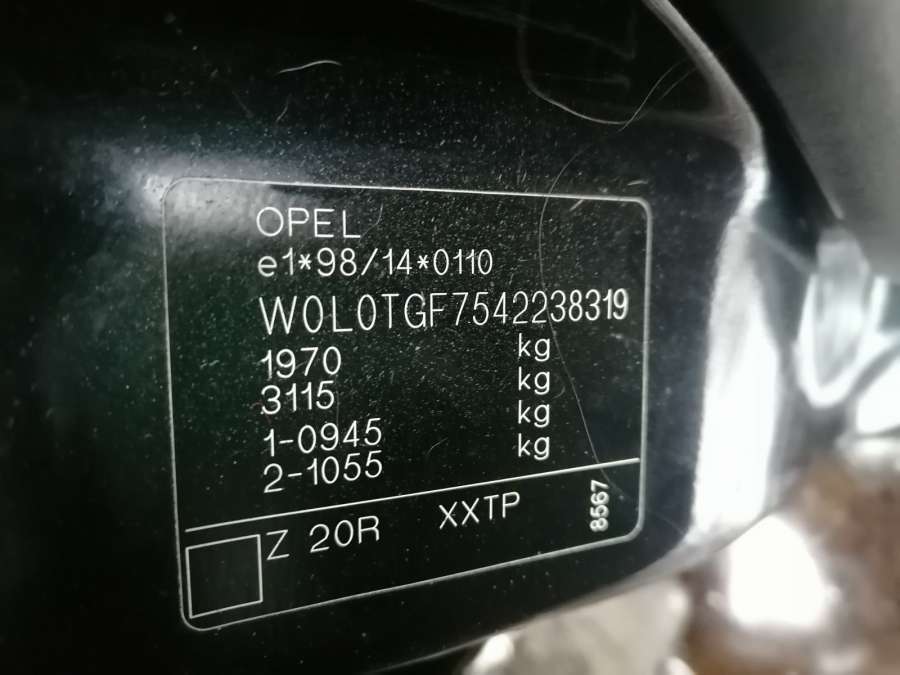 OPEL
e1*98/14*0110
W0L0TGF7542238319
1970 kg
3115 kg
1-0945 kg
2-1055 kg
Z 20R XXTP 8567